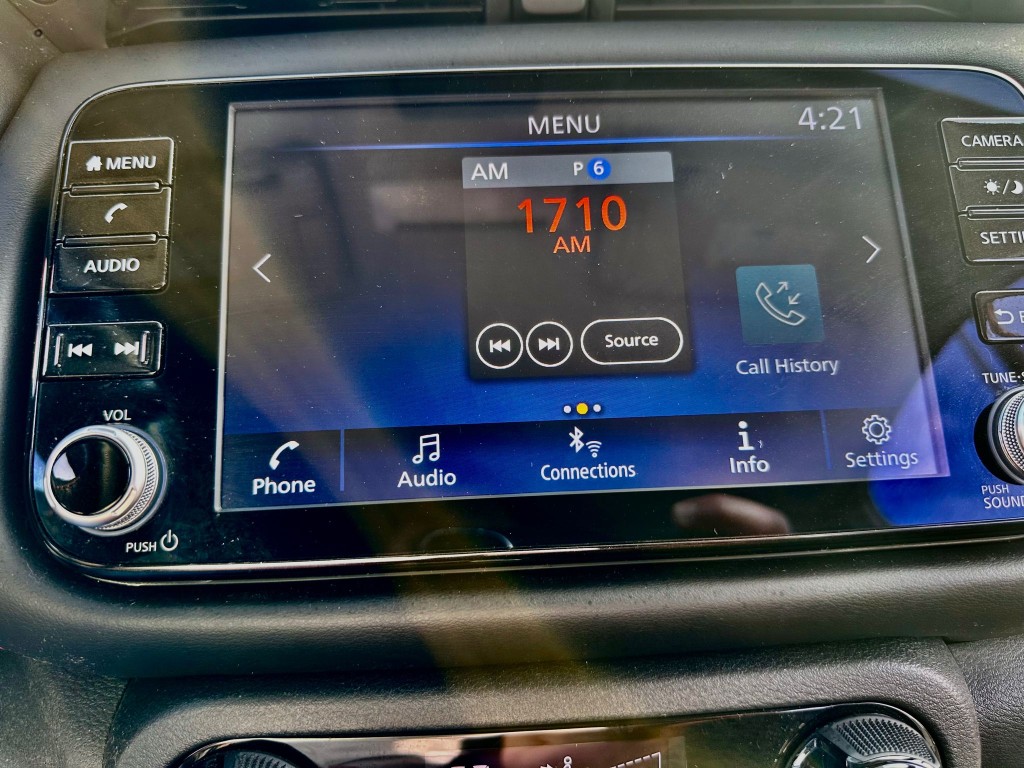 MENU 4:21
MENU
AUDIO
VOL
PUSH
AM P 6
1710
AM
Source
Call History
Phone Audio Connections Info Settings
CAMERA
TUNE
PUSH
SOUND